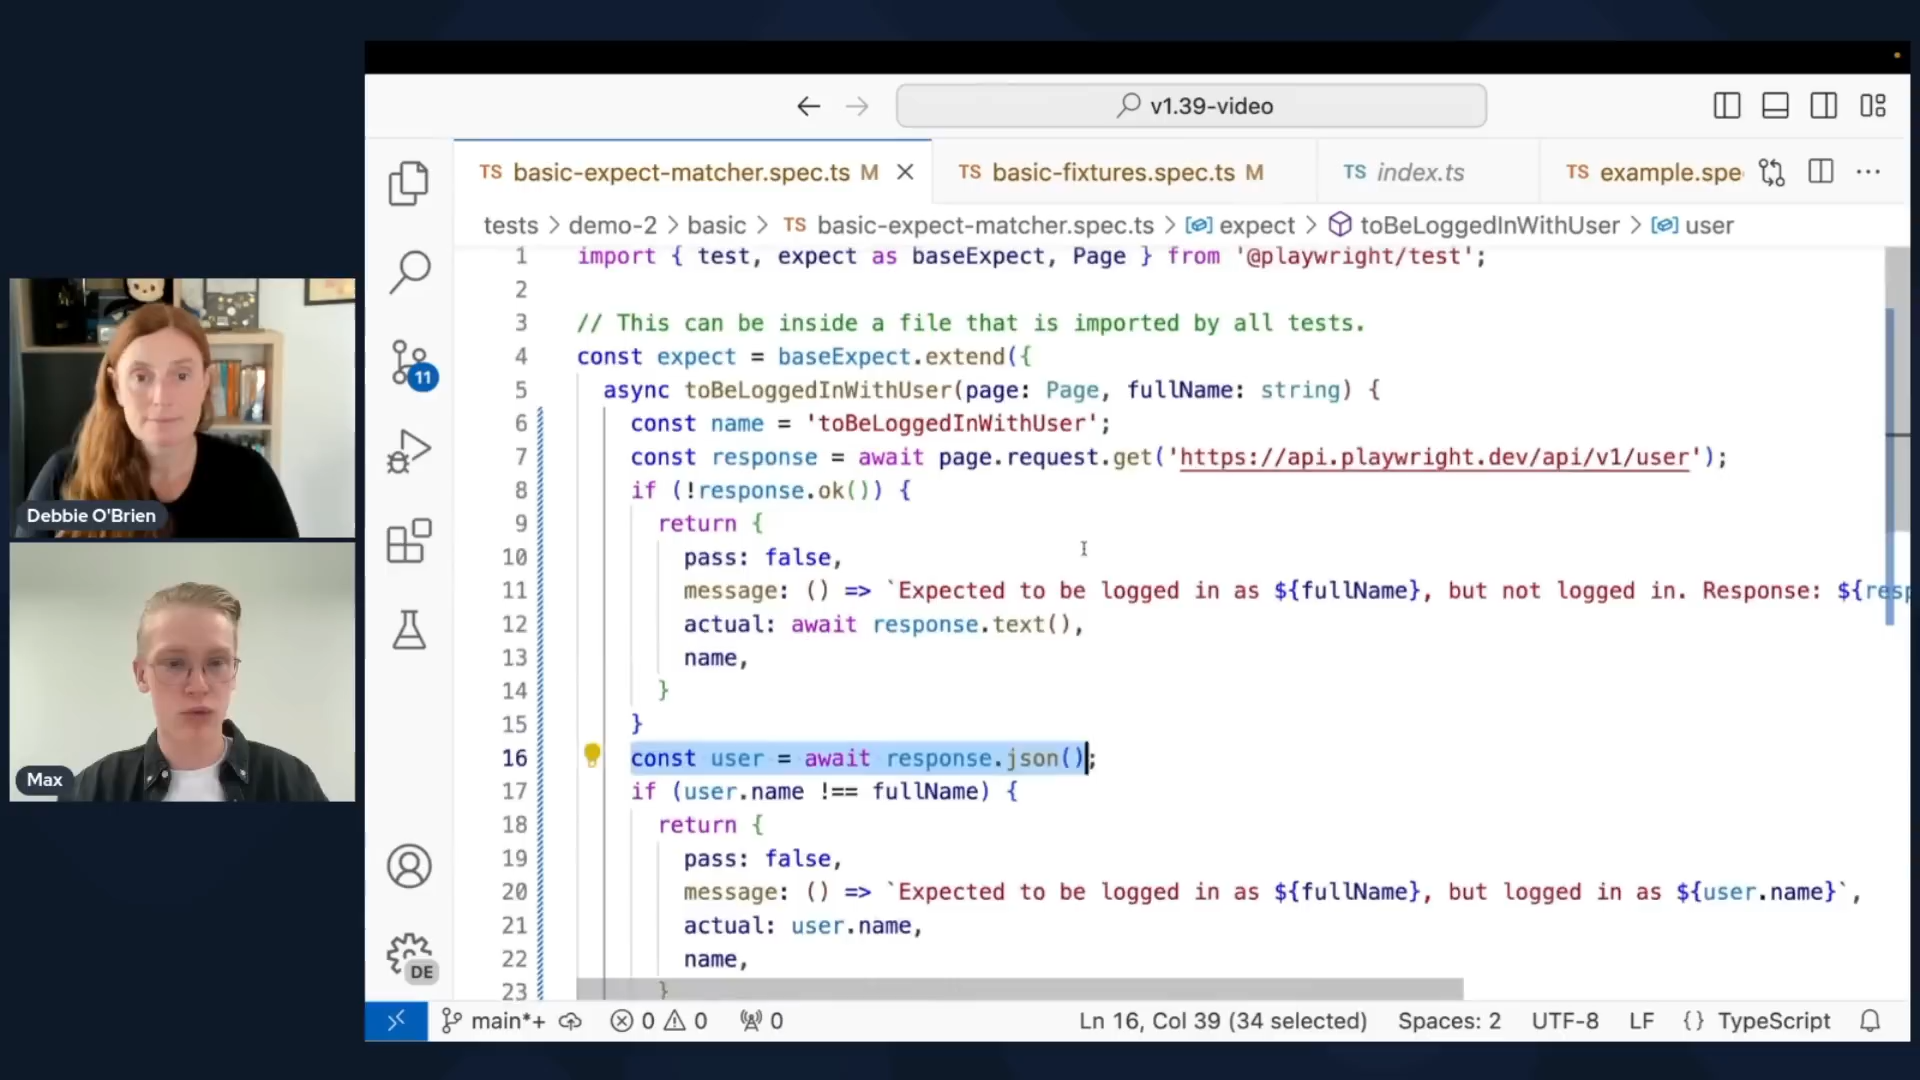 v1.39-video
TS basic-expect-matcher.spec.ts M
TS basic-fixtures.spec.ts M
TS index.ts
TS example.spe
tests > demo-2 > basic > TS basic-expect-matcher.spec.ts > expect > toBeLoggedInWithUser > user
1 import { test, expect as baseExpect, Page } from '@playwright/test';
2
3 // This can be inside a file that is imported by all tests.
4 const expect = baseExpect.extend({
5 async toBeLoggedInWithUser(page: Page, fullName: string) {
6 const name = 'toBeLoggedInWithUser';
7 const response = await page.request.get('https://api.playwright.dev/api/v1/user');
8 if (!response.ok()) {
9 return {
10 pass: false,
11 message: () => `Expected to be logged in as ${fullName}, but not logged in. Response: ${resp
12 actual: await response.text(),
13 name,
14 }
15 }
16 const user = await response.json();
17 if (user.name !== fullName) {
18 return {
19 pass: false,
20 message: () => `Expected to be logged in as ${fullName}, but logged in as ${user.name}`,
21 actual: user.name,
22 name,
23 }
11
DE
Debbie O'Brien
Max
main*+ 0 0 0 Ln 16, Col 39 (34 selected) Spaces: 2 UTF-8 LF {} TypeScript